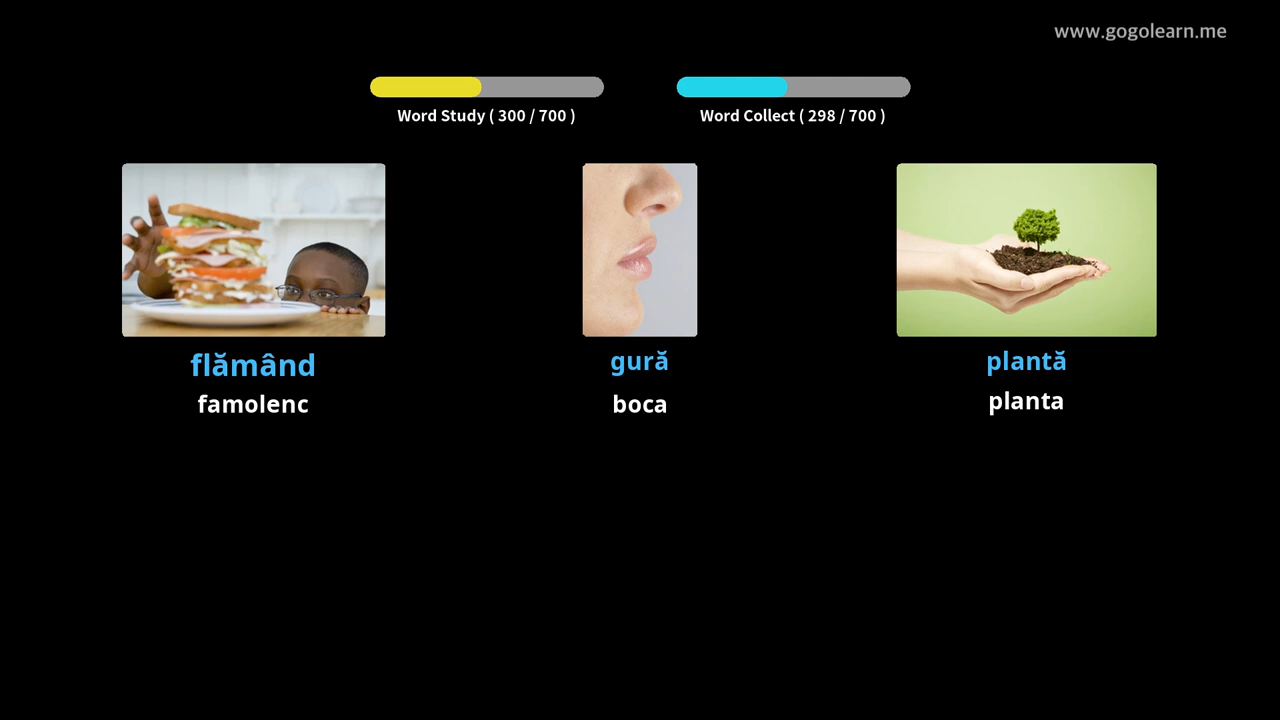 www.gogolearn.me
Word Study ( 300 / 700 )
Word Collect ( 298 / 700 )
flămând
gură
plantă
famolenc
boca
planta